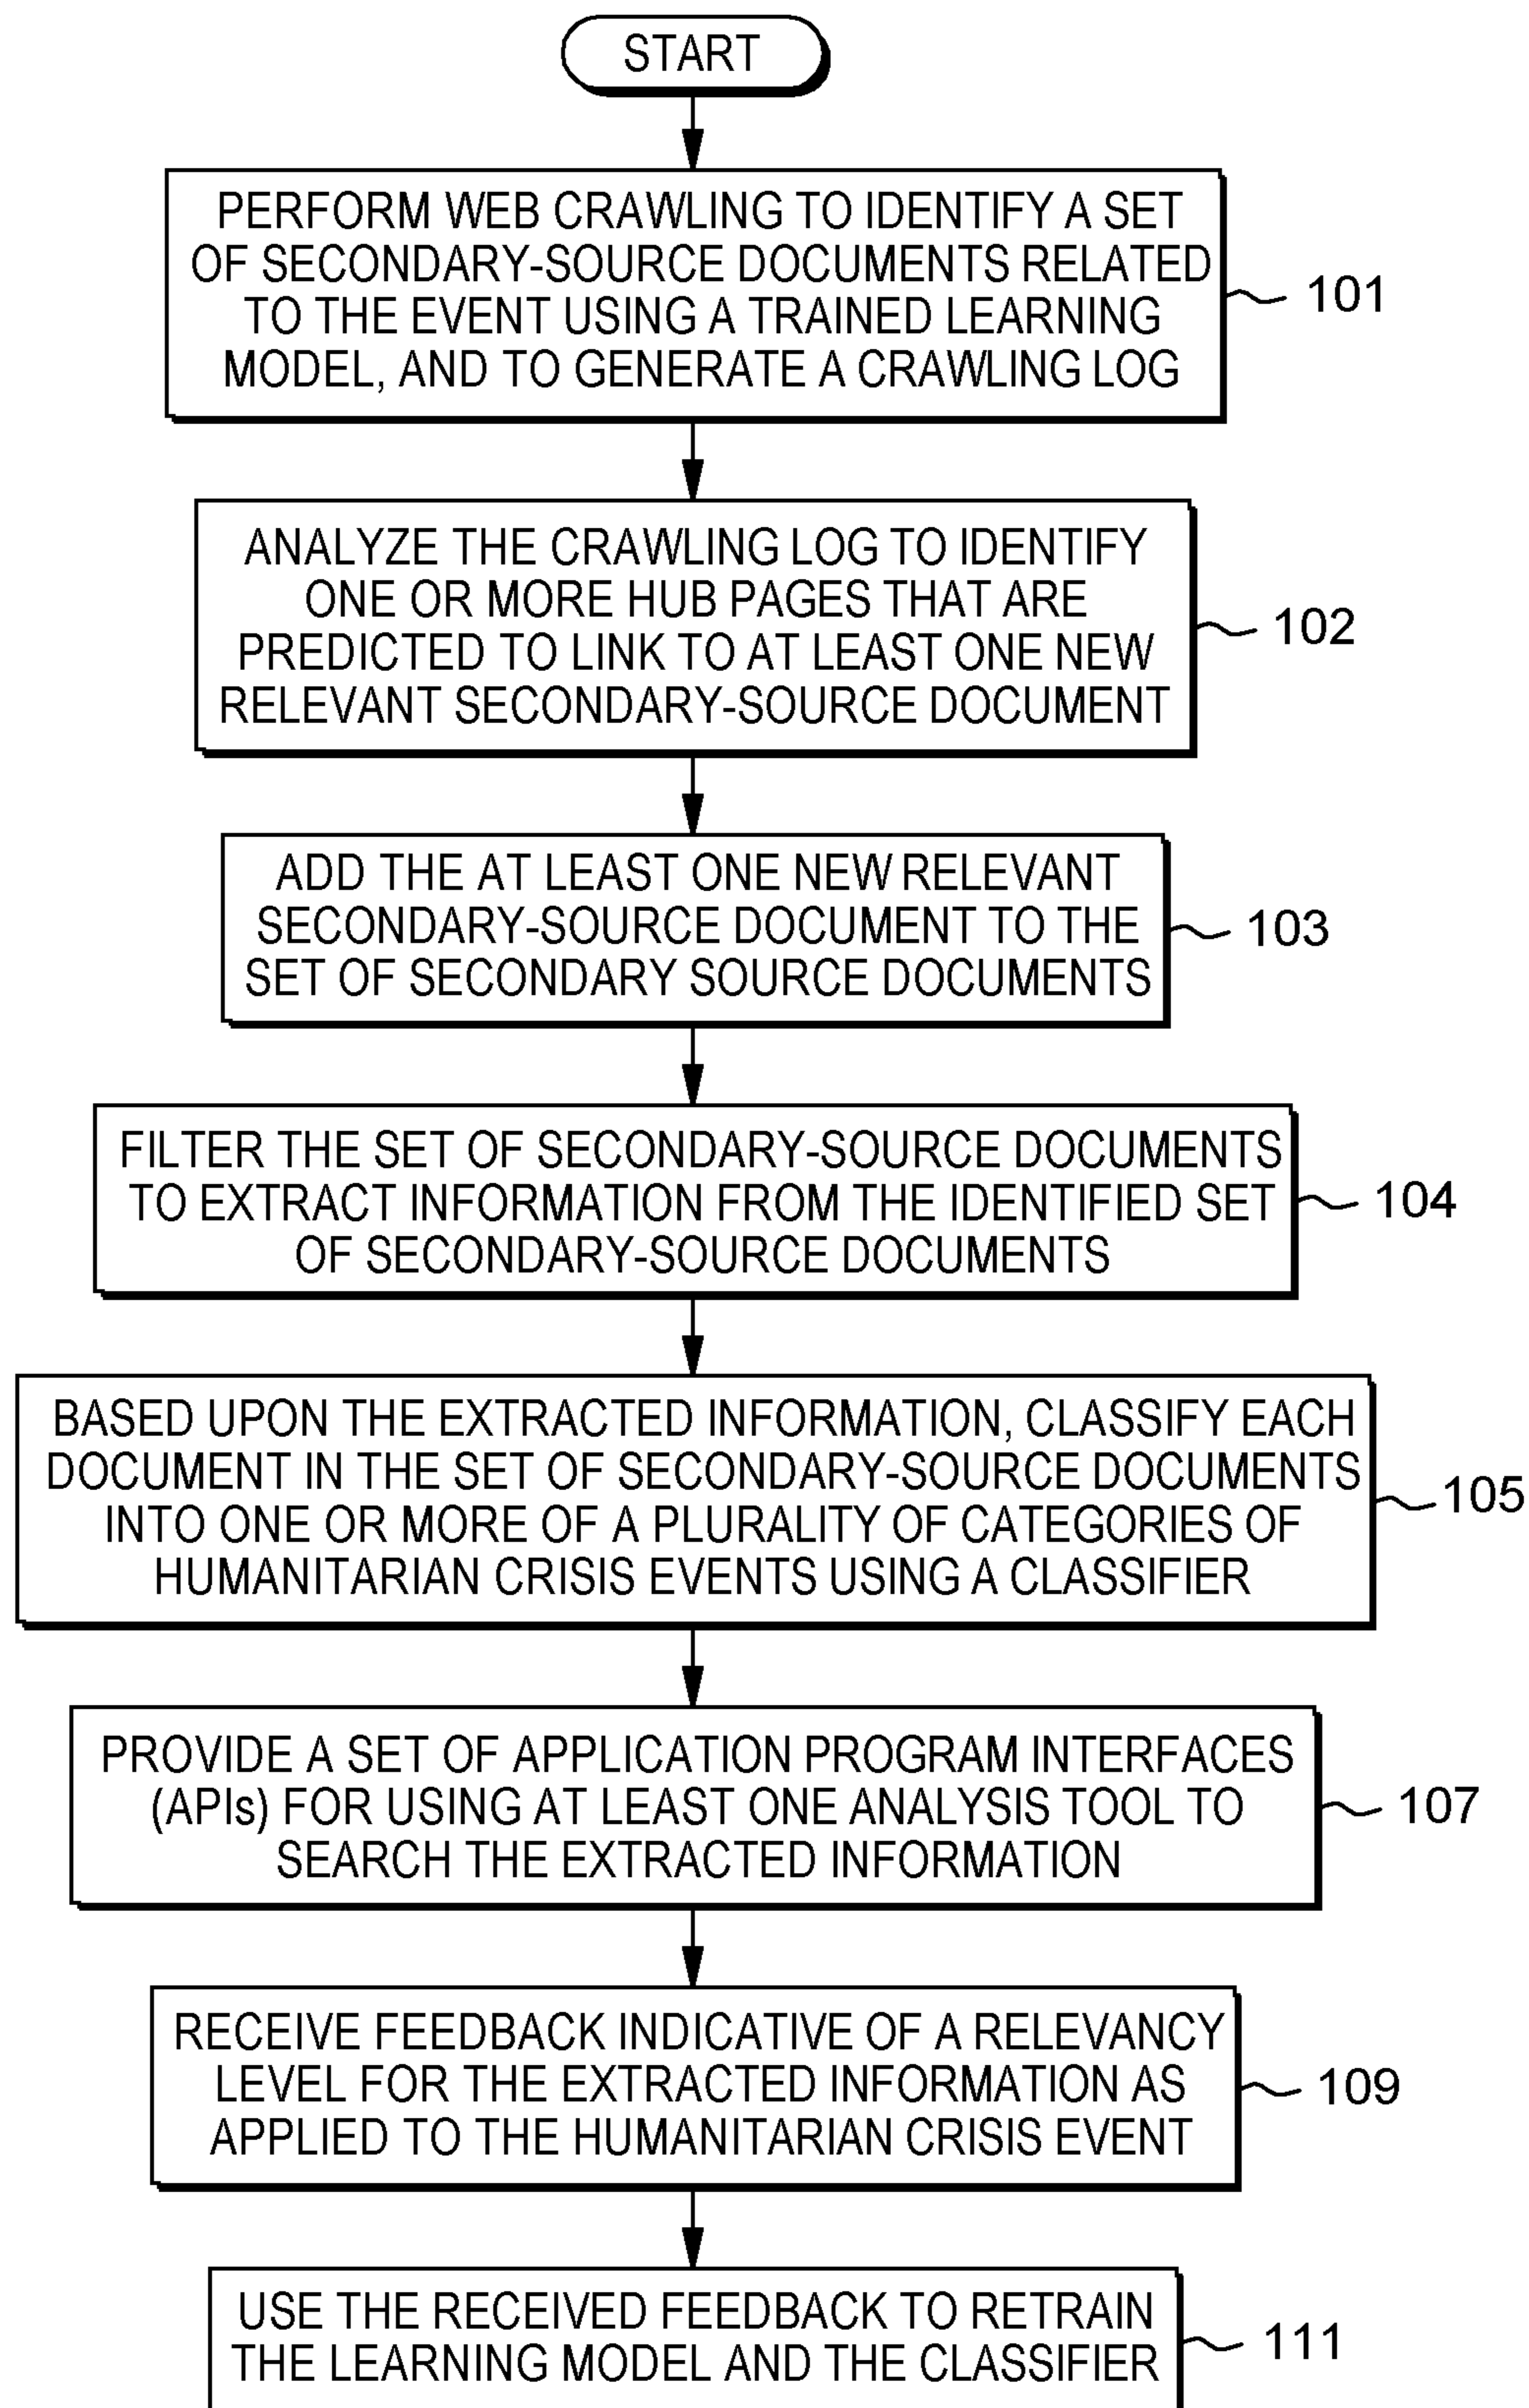 START
PERFORM WEB CRAWLING TO IDENTIFY A SET
OF SECONDARY-SOURCE DOCUMENTS RELATED
TO THE EVENT USING A TRAINED LEARNING
MODEL, AND TO GENERATE A CRAWLING LOG
101
ANALYZE THE CRAWLING LOG TO IDENTIFY
ONE OR MORE HUB PAGES THAT ARE
PREDICTED TO LINK TO AT LEAST ONE NEW
RELEVANT SECONDARY-SOURCE DOCUMENT
102
ADD THE AT LEAST ONE NEW RELEVANT
SECONDARY-SOURCE DOCUMENT TO THE
SET OF SECONDARY SOURCE DOCUMENTS
103
FILTER THE SET OF SECONDARY-SOURCE DOCUMENTS
TO EXTRACT INFORMATION FROM THE IDENTIFIED SET
OF SECONDARY-SOURCE DOCUMENTS
104
BASED UPON THE EXTRACTED INFORMATION, CLASSIFY EACH
DOCUMENT IN THE SET OF SECONDARY-SOURCE DOCUMENTS
INTO ONE OR MORE OF A PLURALITY OF CATEGORIES OF
HUMANITARIAN CRISIS EVENTS USING A CLASSIFIER
105
PROVIDE A SET OF APPLICATION PROGRAM INTERFACES
(APIs) FOR USING AT LEAST ONE ANALYSIS TOOL TO
SEARCH THE EXTRACTED INFORMATION
107
RECEIVE FEEDBACK INDICATIVE OF A RELEVANCY
LEVEL FOR THE EXTRACTED INFORMATION AS
APPLIED TO THE HUMANITARIAN CRISIS EVENT
109
USE THE RECEIVED FEEDBACK TO RETRAIN
THE LEARNING MODEL AND THE CLASSIFIER
111